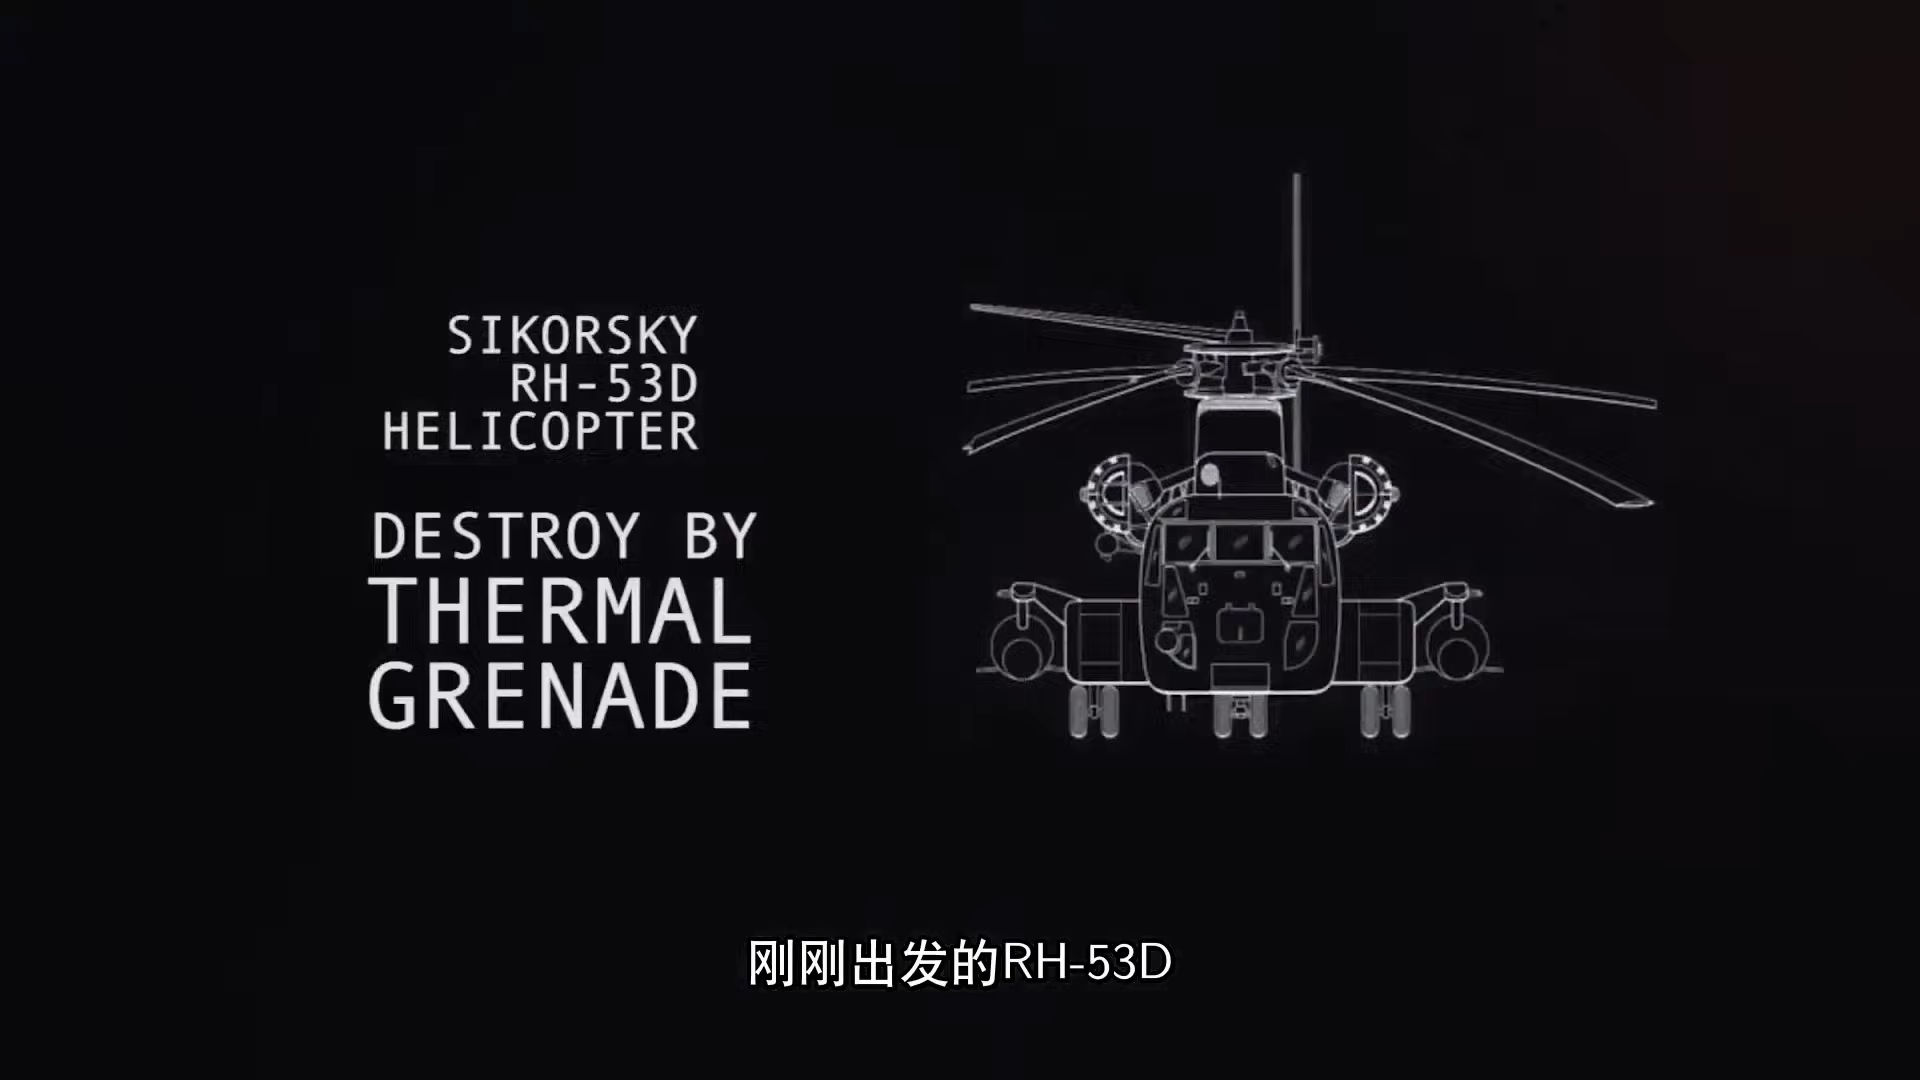 SIKORSKY
RH-53D
HELICOPTER
DESTROY BY
THERMAL
GRENADE
刚刚出发的RH-53D